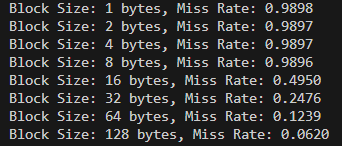 Block Size: 1 bytes, Miss Rate: 0.9898
Block Size: 2 bytes, Miss Rate: 0.9897
Block Size: 4 bytes, Miss Rate: 0.9897
Block Size: 8 bytes, Miss Rate: 0.9896
Block Size: 16 bytes, Miss Rate: 0.4950
Block Size: 32 bytes, Miss Rate: 0.2476
Block Size: 64 bytes, Miss Rate: 0.1239
Block Size: 128 bytes, Miss Rate: 0.0620